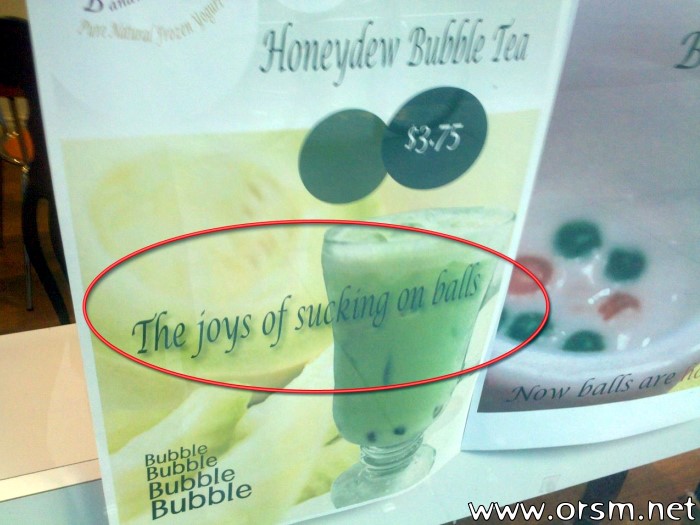 Pure Natural Frozen Yogurt
Honeydew Bubble Tea
$3.75
The joys of sucking on balls
Bubble
Bubble
Bubble
Bubble
Now balls are
www.orsm.net